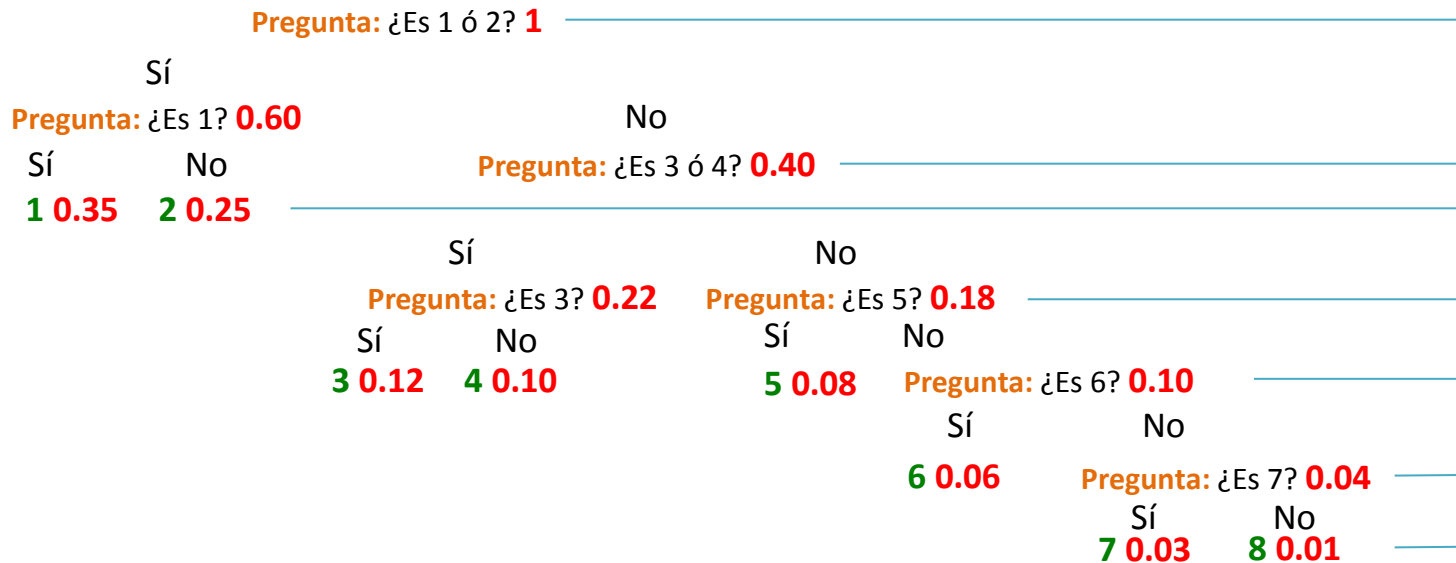 Pregunta: ¿Es 1 ó 2? 1
Sí
Pregunta: ¿Es 1? 0.60
No
Sí No
Pregunta: ¿Es 3 ó 4? 0.40
1 0.35 2 0.25
Sí No
Pregunta: ¿Es 3? 0.22 Pregunta: ¿Es 5? 0.18
Sí No Sí No
3 0.12 4 0.10 5 0.08 Pregunta: ¿Es 6? 0.10
Sí No
6 0.06 Pregunta: ¿Es 7? 0.04
Sí No
7 0.03 8 0.01